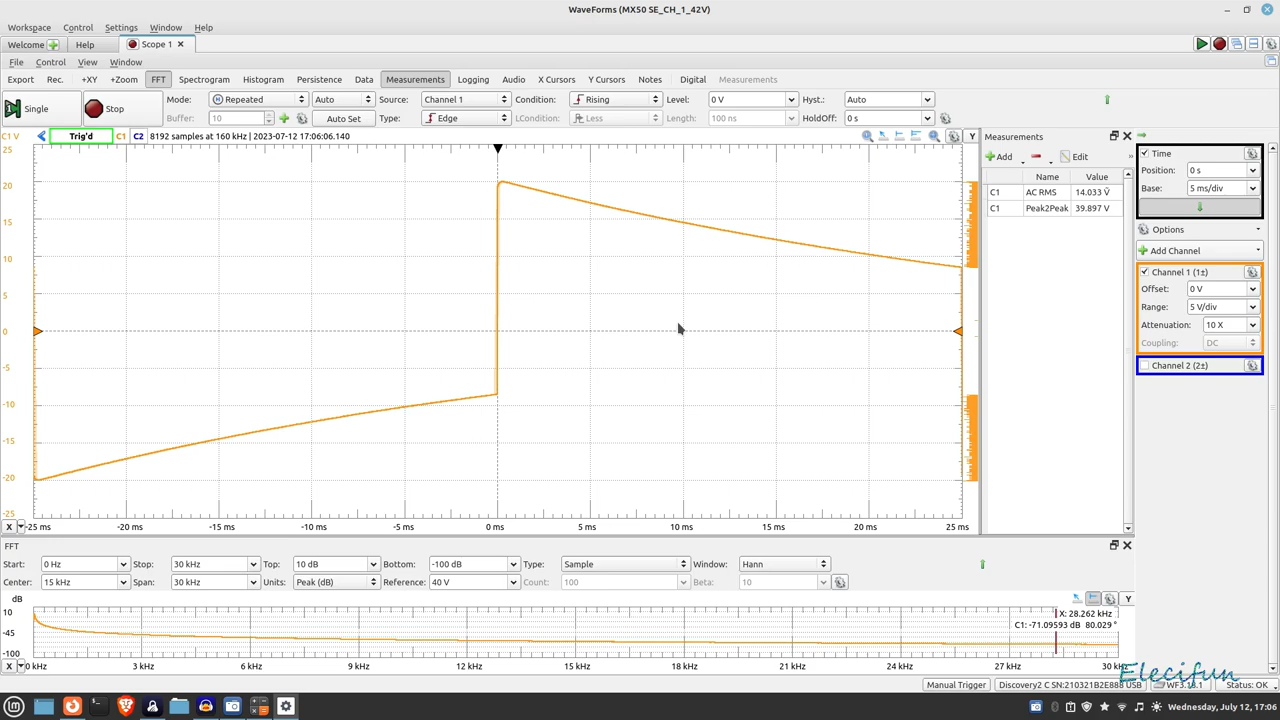 WaveForms (MX50 SE_CH_1_42V)
Workspace Control Settings Window Help
Welcome Help Scope 1
File Control View Window
Export Rec. +XY +Zoom FFT Spectrogram Histogram Persistence Data Measurements Logging Audio X Cursors Y Cursors Notes Digital Measurements
Single Stop Mode: Repeated Auto Source: Channel 1 Condition: Rising Level: 0 V Hyst.: Auto
Buffer: 10 Auto Set Type: Edge Less Length: 100 ns HoldOff: 0 s
C1 V Trig'd C1 C2 8192 samples at 160 kHz | 2023-07-12 17:06:06.140 Y
25
20
15
10
5
0
-5
-10
-15
-20
-25
X -25 ms -20 ms -15 ms -10 ms -5 ms 0 ms 5 ms 10 ms 15 ms 20 ms 25 ms
Measurements
Add Edit »
Name Value
C1 AC RMS 14.033 Ṽ
C1 Peak2Peak 39.897 V
Time
Position: 0 s
Base: 5 ms/div
Options
Add Channel
Channel 1 (1±)
Offset: 0 V
Range: 5 V/div
Attenuation: 10 X
Coupling: DC
Channel 2 (2±)
FFT
Start: 0 Hz Stop: 30 kHz Top: 10 dB Bottom: -100 dB Type: Sample Window: Hann
Center: 15 kHz Span: 30 kHz Units: Peak (dB) Reference: 40 V Count: 100 Beta: 10
dB Y
10
-45
-100
X: 28.262 kHz
C1: -71.09593 dB 80.029 °
X 0 kHz 3 kHz 6 kHz 9 kHz 12 kHz 15 kHz 18 kHz 21 kHz 24 kHz 27 kHz
Elecifun
Manual Trigger Discovery2 C SN:210321B2E888 USB Status: OK
Wednesday, July 12, 17:06